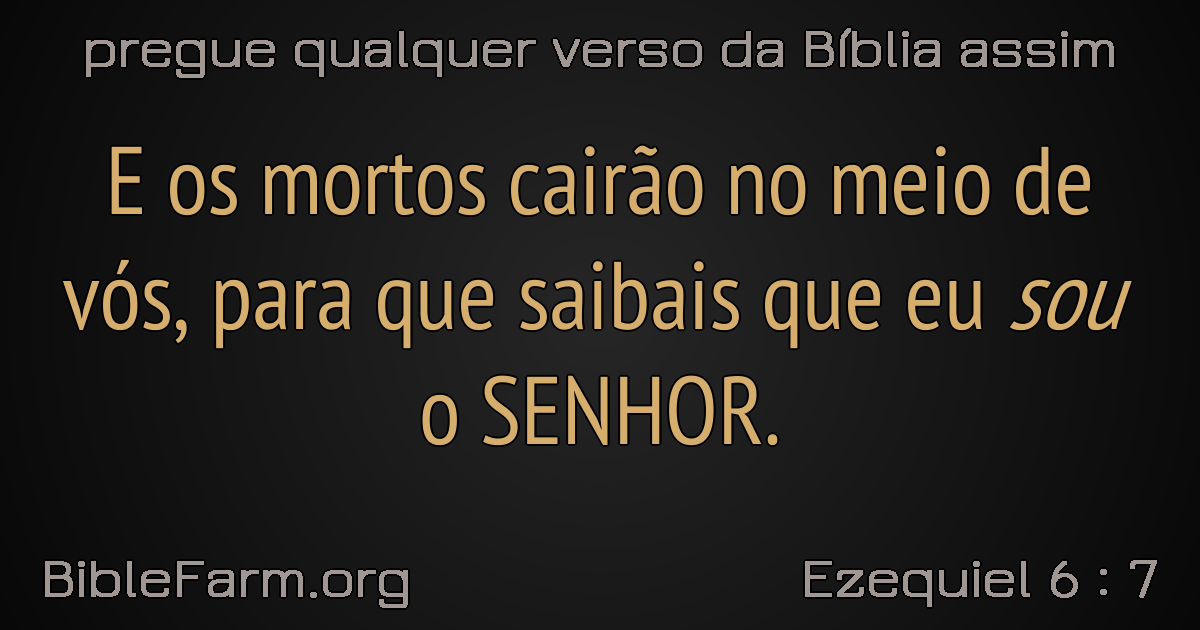 pregue qualquer verso da Bíblia assim
E os mortos cairão no meio de
vós, para que saibais que eu sou
o SENHOR.
BibleFarm.org
Ezequiel 6 : 7